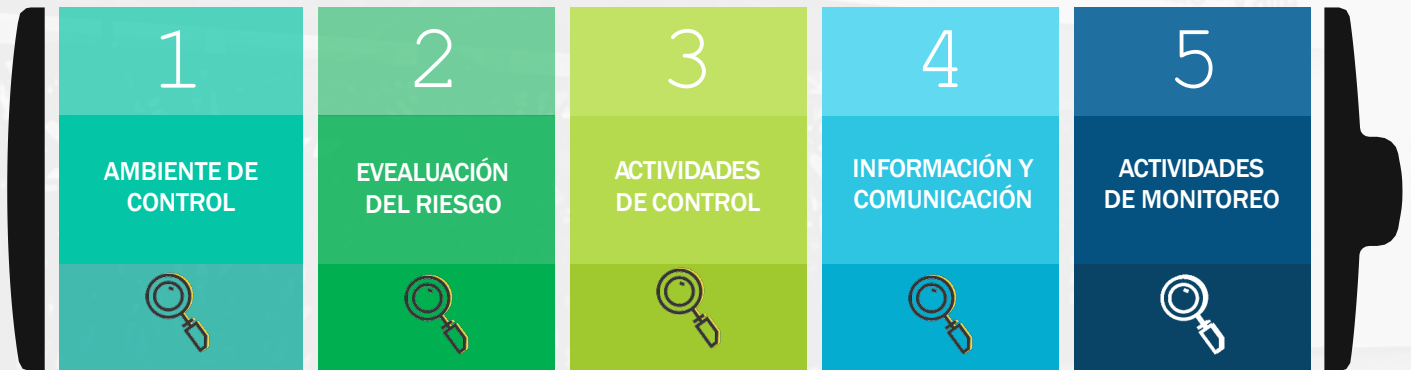 1
AMBIENTE DE
CONTROL
2
EVEALUACIÓN
DEL RIESGO
3
ACTIVIDADES
DE CONTROL
4
INFORMACIÓN Y
COMUNICACIÓN
5
ACTIVIDADES
DE MONITOREO